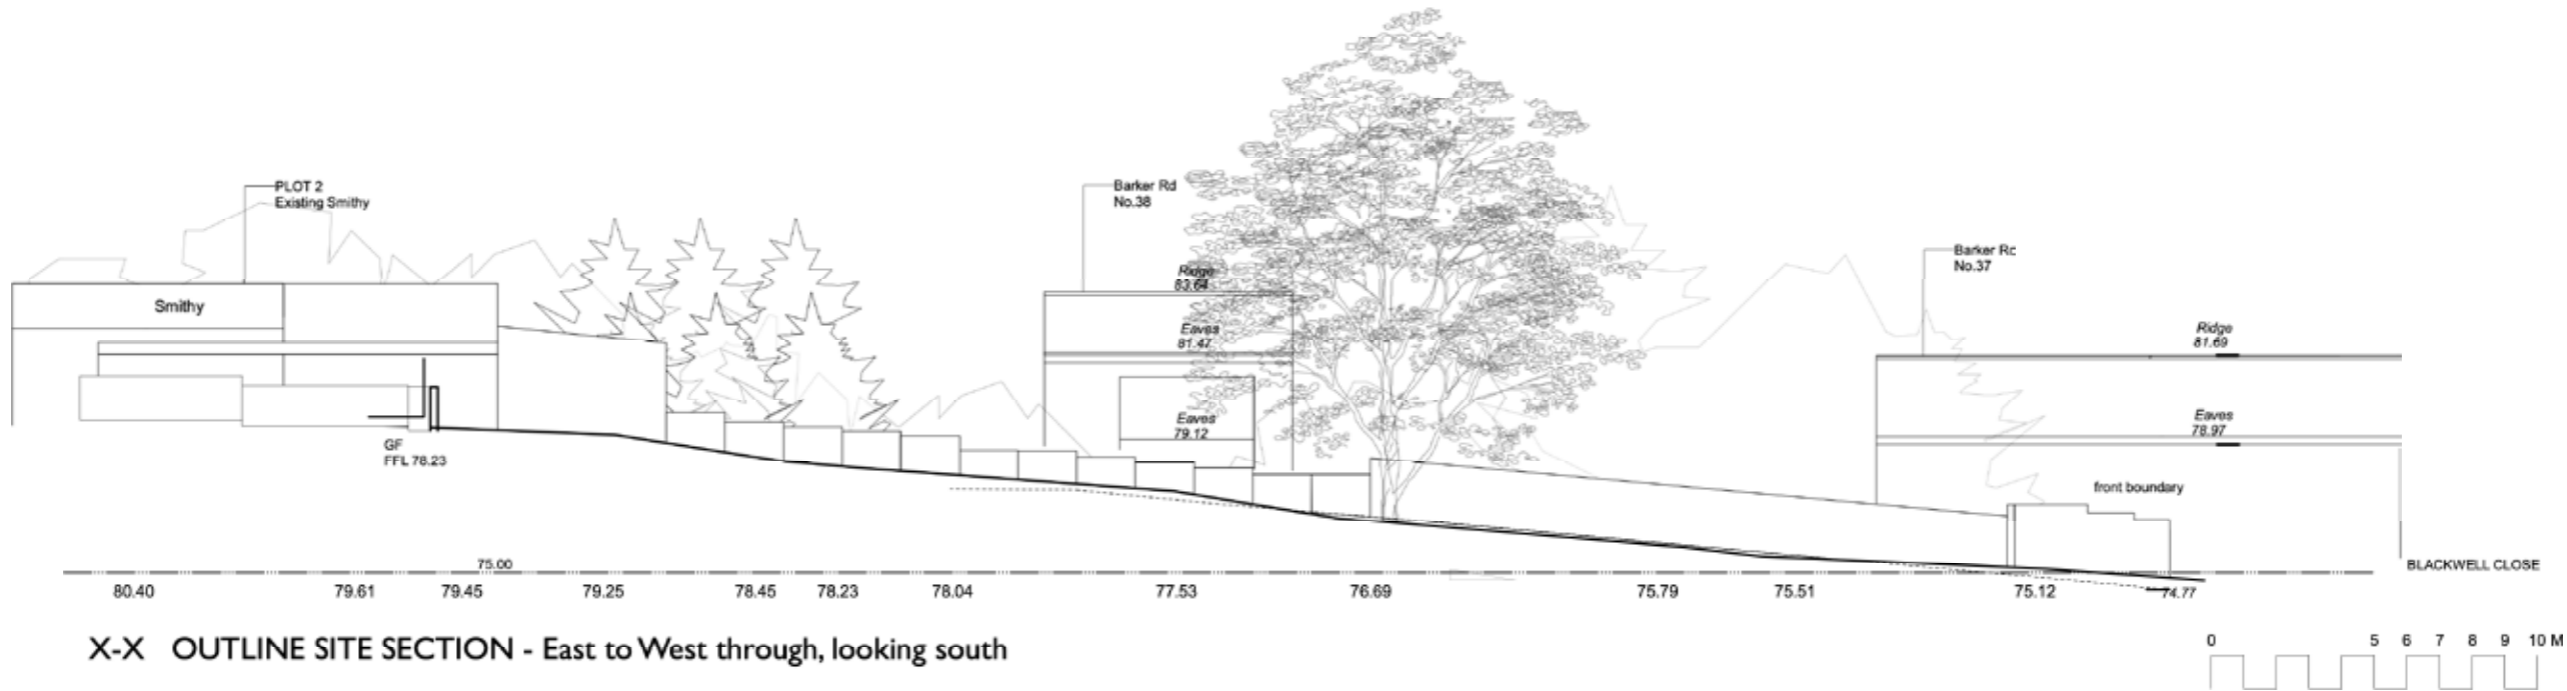 PLOT 2
Existing Smithy
Smithy
GF
FFL 78.23
Barker Rd
No.38
Ridge
83.64
Eaves
81.47
Eaves
79.12
Barker Rc
No.37
Ridge
81.69
Eaves
78.97
front boundary
BLACKWELL CLOSE
75.00
80.40 79.61 79.45 79.25 78.45 78.23 78.04 77.53 76.69 75.79 75.51 75.12 74.77
X-X OUTLINE SITE SECTION - East to West through, looking south
0 5 6 7 8 9 10 M